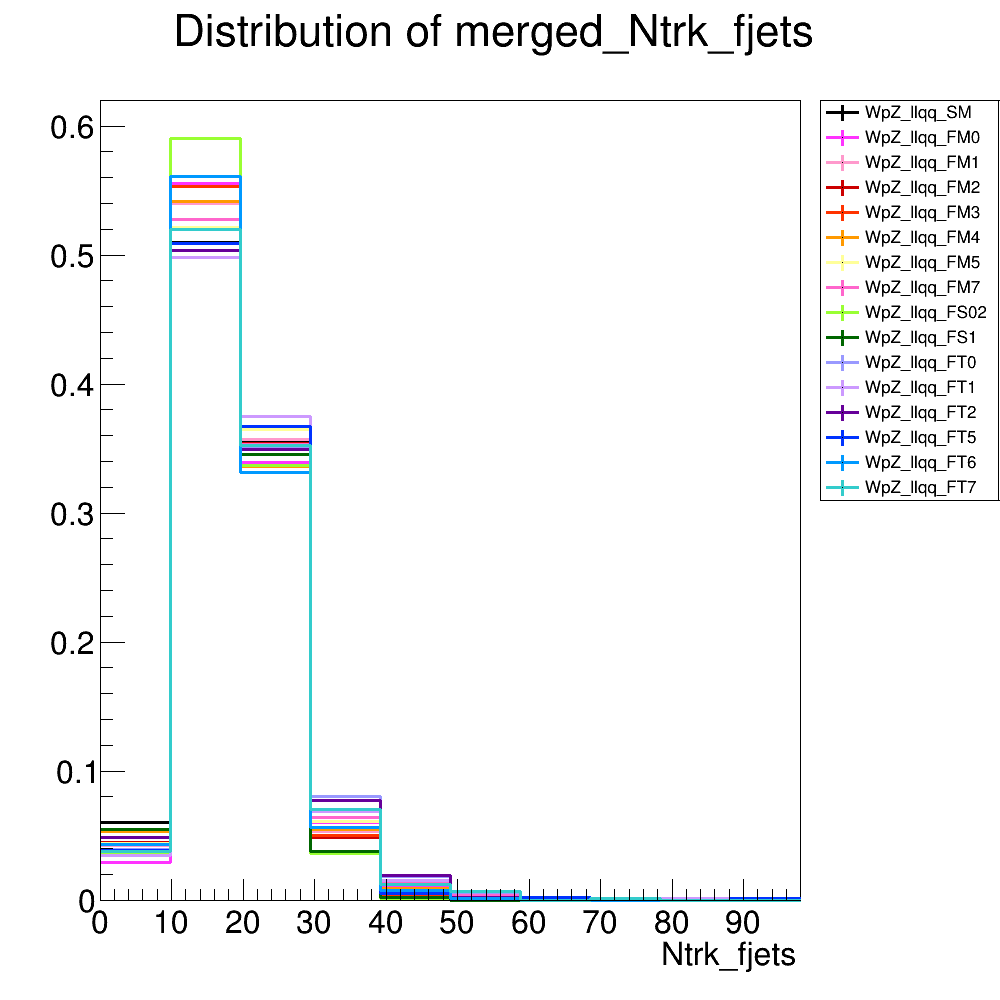 Distribution of merged_Ntrk_fjets
0.6
0.5
0.4
0.3
0.2
0.1
0
0 10 20 30 40 50 60 70 80 90
Ntrk_fjets
WpZ_llqq_SM
WpZ_llqq_FM0
WpZ_llqq_FM1
WpZ_llqq_FM2
WpZ_llqq_FM3
WpZ_llqq_FM4
WpZ_llqq_FM5
WpZ_llqq_FM7
WpZ_llqq_FS02
WpZ_llqq_FS1
WpZ_llqq_FT0
WpZ_llqq_FT1
WpZ_llqq_FT2
WpZ_llqq_FT5
WpZ_llqq_FT6
WpZ_llqq_FT7